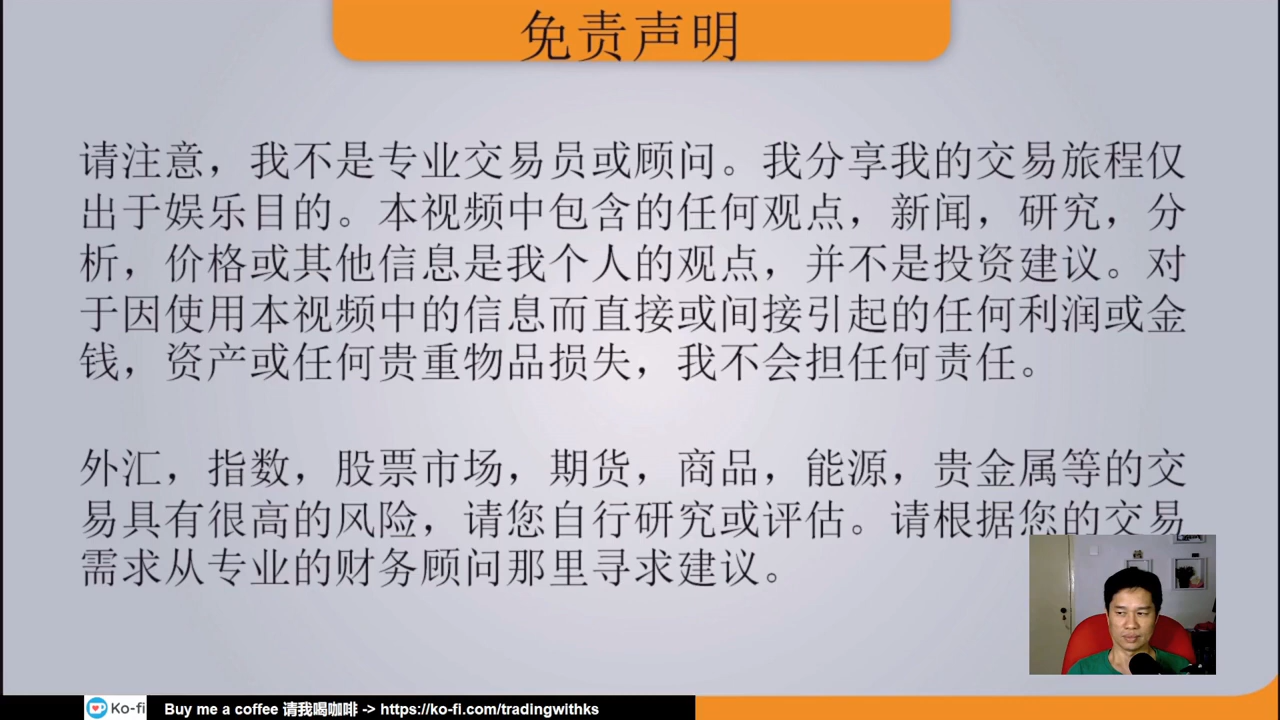 免责声明
请注意，我不是专业交易员或顾问。我分享我的交易旅程仅
出于娱乐目的。本视频中包含的任何观点，新闻，研究，分
析，价格或其他信息是我个人的观点，并不是投资建议。对
于因使用本视频中的信息而直接或间接引起的任何利润或金
钱，资产或任何贵重物品损失，我不会担任何责任。
外汇，指数，股票市场，期货，商品，能源，贵金属等的交
易具有很高的风险，请您自行研究或评估。请根据您的交易
需求从专业的财务顾问那里寻求建议。
Ko-fi Buy me a coffee 请我喝咖啡 -> https://ko-fi.com/tradingwithks